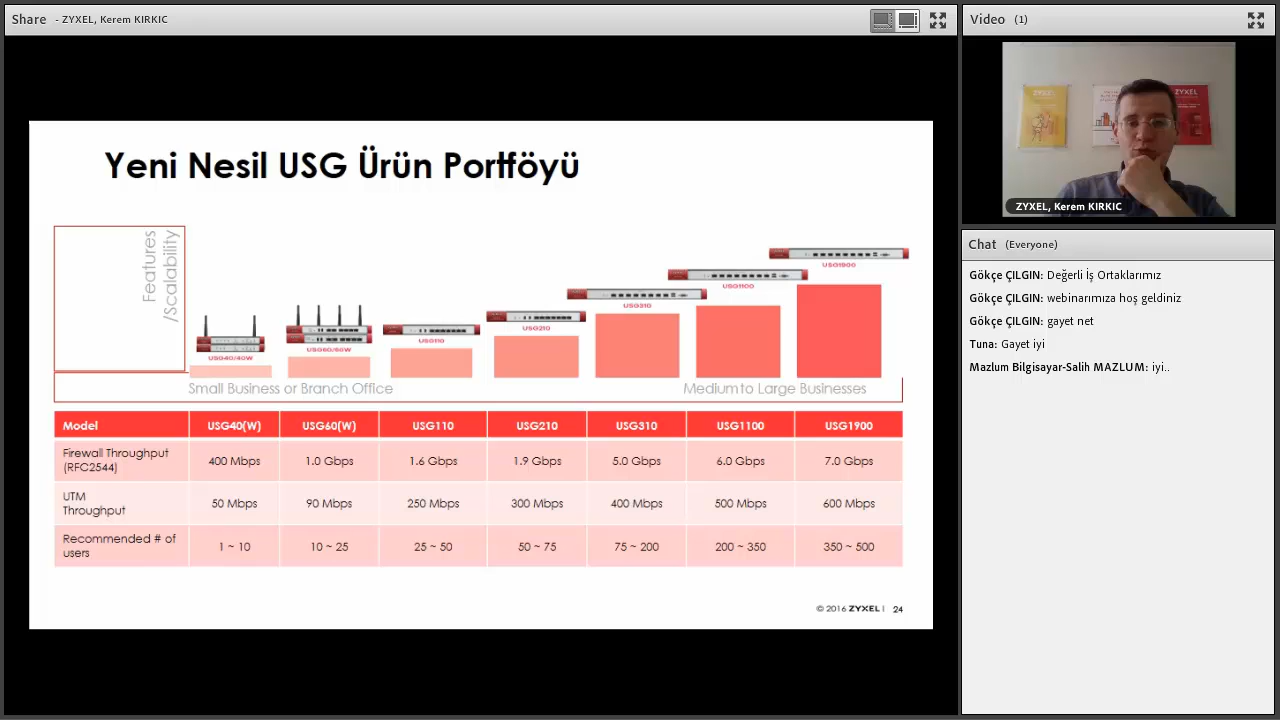 Share - ZYXEL, Kerem KIRKIC
Video (1)
ZYXEL
ZYXEL, Kerem KIRKIC
Chat (Everyone)
Gökçe ÇILGIN: Değerli İş Ortaklarımız
Gökçe ÇILGIN: webinarımıza hoş geldiniz
Gökçe ÇILGIN: gayet net
Tuna: Gayet iyi
Mazlum Bilgisayar-Salih MAZLUM: iyi..
Yeni Nesil USG Ürün Portföyü
Features
/Scalability
USG40/40W
USG60/60W
USG110
USG210
USG310
USG1100
USG1900
Small Business or Branch Office
Medium to Large Businesses
Model USG40(W) USG60(W) USG110 USG210 USG310 USG1100 USG1900
Firewall Throughput
(RFC2544) 400 Mbps 1.0 Gbps 1.6 Gbps 1.9 Gbps 5.0 Gbps 6.0 Gbps 7.0 Gbps
UTM
Throughput 50 Mbps 90 Mbps 250 Mbps 300 Mbps 400 Mbps 500 Mbps 600 Mbps
Recommended # of
users 1 ~ 10 10 ~ 25 25 ~ 50 50 ~ 75 75 ~ 200 200 ~ 350 350 ~ 500
© 2016 ZYXEL | 24